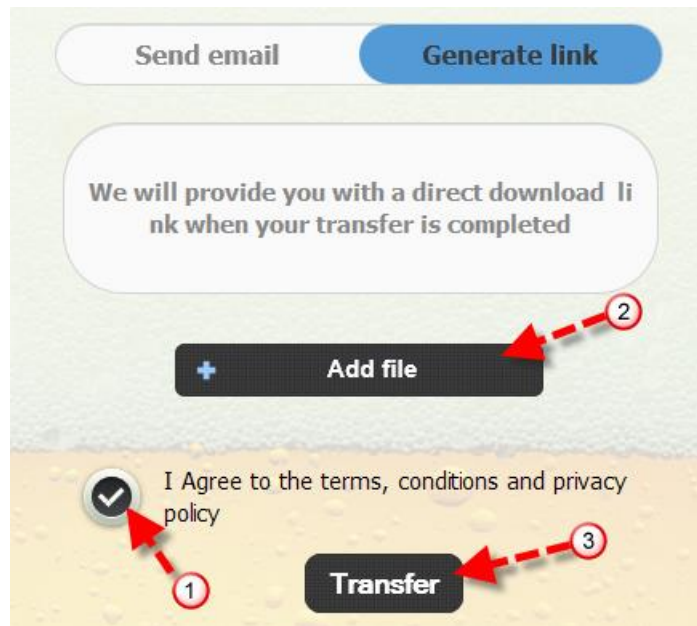 Send email
Generate link
We will provide you with a direct download li
nk when your transfer is completed
2
+ Add file
I Agree to the terms, conditions and privacy
policy
3
1
Transfer